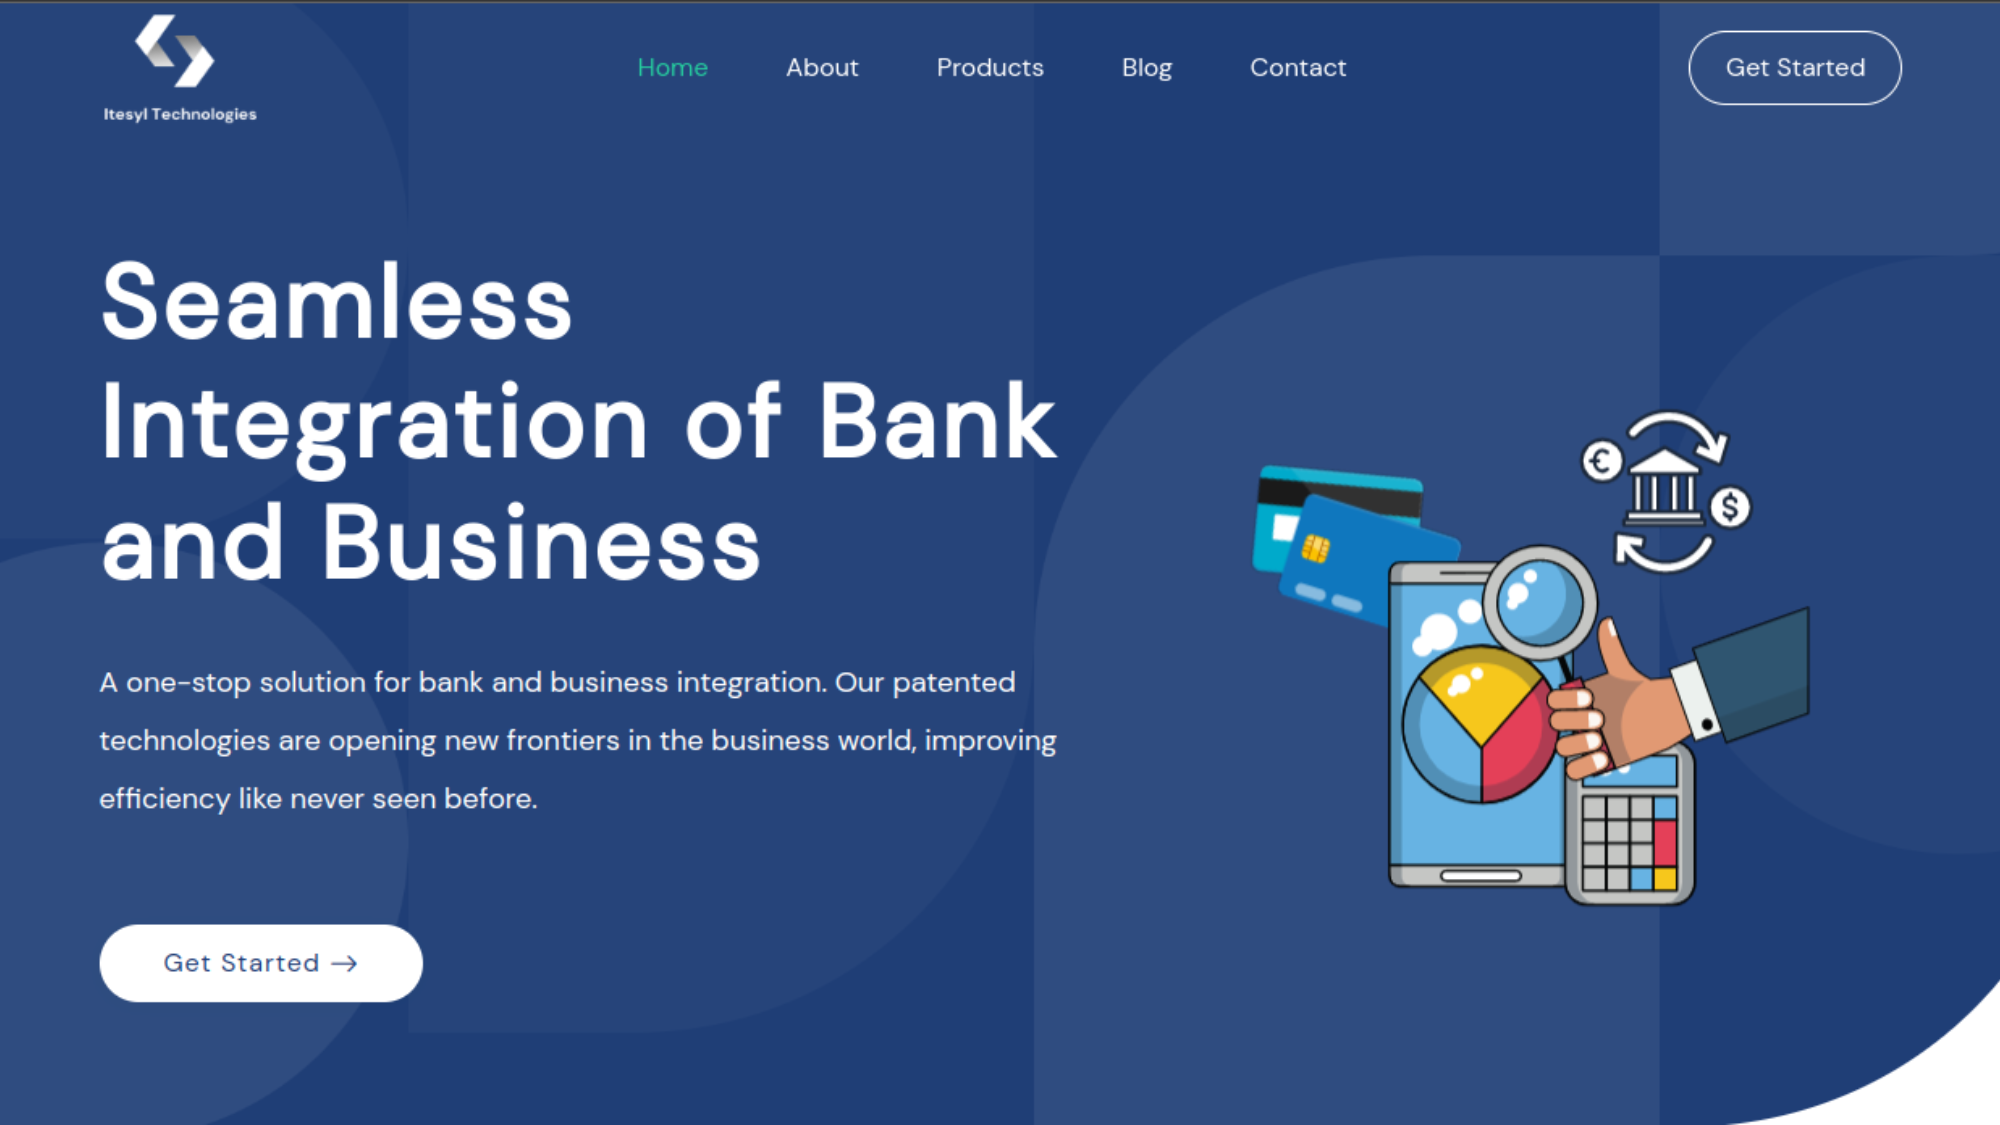 Itesyl Technologies
Home About Products Blog Contact
Get Started
Seamless
Integration of Bank
and Business
A one-stop solution for bank and business integration. Our patented
technologies are opening new frontiers in the business world, improving
efficiency like never seen before.
Get Started →
€
$